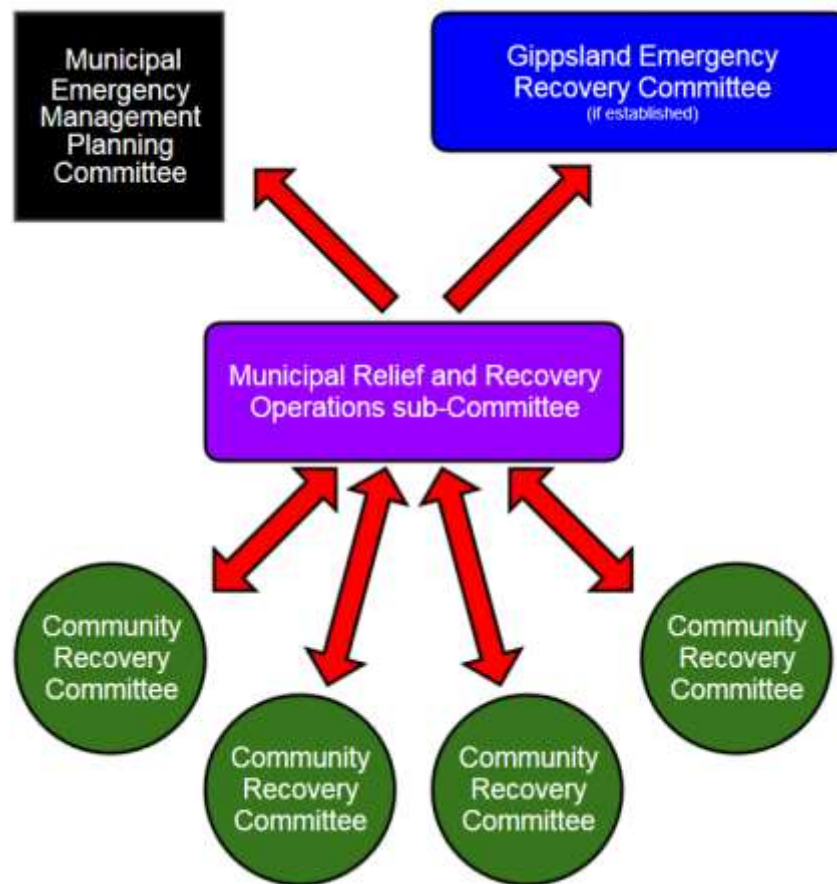 Municipal
Emergency
Management
Planning
Committee
Gippsland Emergency
Recovery Committee
(if established)
Municipal Relief and Recovery
Operations sub-Committee
Community
Recovery
Committee
Community
Recovery
Committee
Community
Recovery
Committee
Community
Recovery
Committee